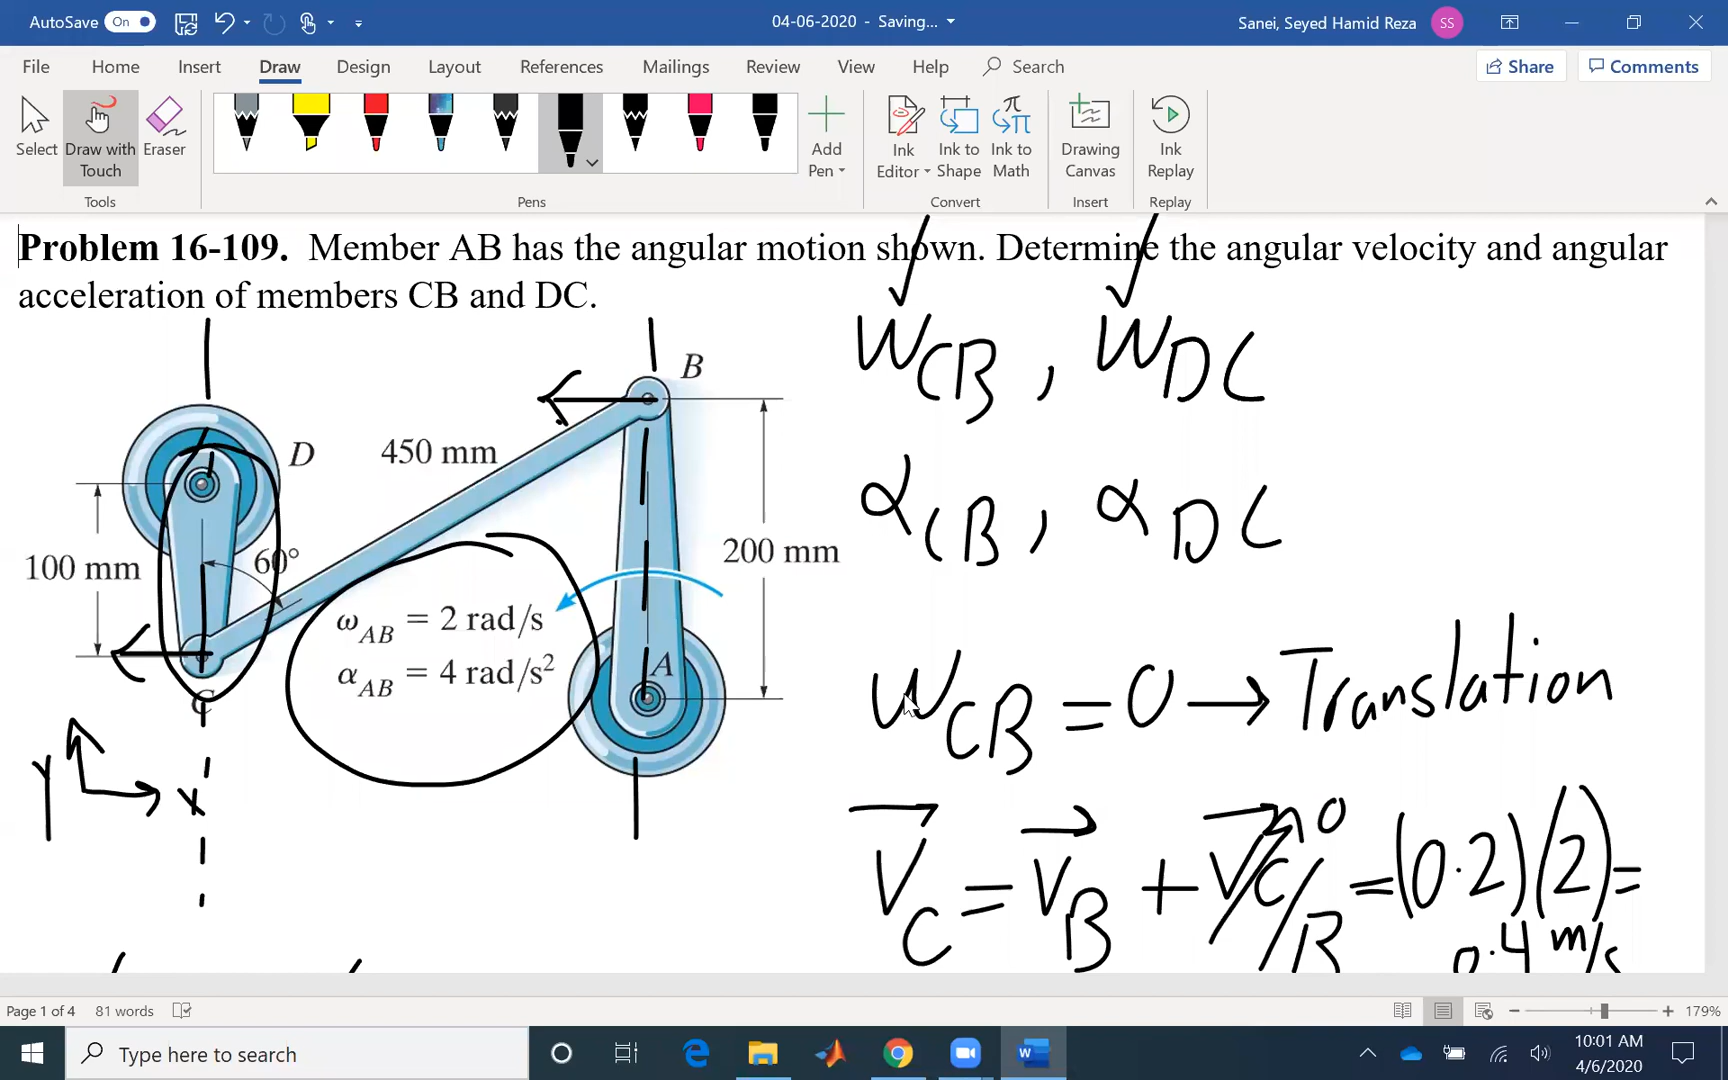 AutoSave On 04-06-2020 - Saving... Sanei, Seyed Hamid Reza SS
File Home Insert Draw Design Layout References Mailings Review View Help Search Share Comments
Select Draw with Touch Eraser Add Pen Ink Editor Ink to Shape Ink to Math Drawing Canvas Ink Replay
Tools Pens Convert Insert Replay
Problem 16-109. Member AB has the angular motion shown. Determine the angular velocity and angular
acceleration of members CB and DC.
W_CB , W_DC
B
D 450 mm
α_CB , α_DC
100 mm 60° 200 mm
ω_AB = 2 rad/s
α_AB = 4 rad/s²
A
C
W_CB = 0 → Translation
Y
x
V_C = V_B + V_C/B 0 = (0.2)(2) =
0.4 m/s
Page 1 of 4 81 words 179%
Type here to search 10:01 AM
4/6/2020